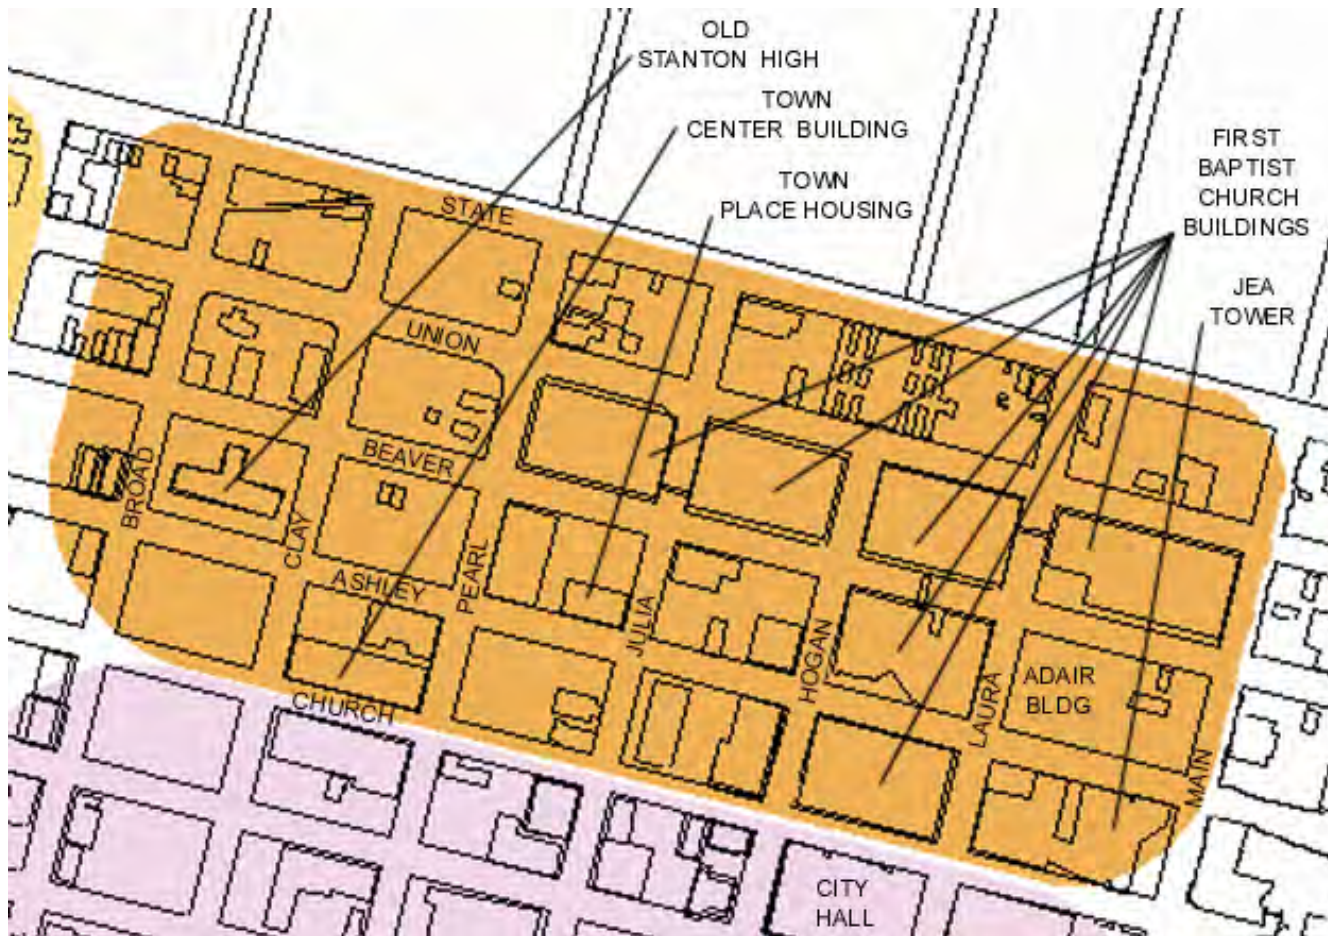 OLD
STANTON HIGH
TOWN
CENTER BUILDING
FIRST
BAPTIST
CHURCH
BUILDINGS
TOWN
PLACE HOUSING
STATE
JEA
TOWER
UNION
BEAVER
BROAD
CLAY
ASHLEY
PEARL
JULIA
HOGAN
LAURA
ADAIR
BLDG
CHURCH
MAIN
CITY
HALL